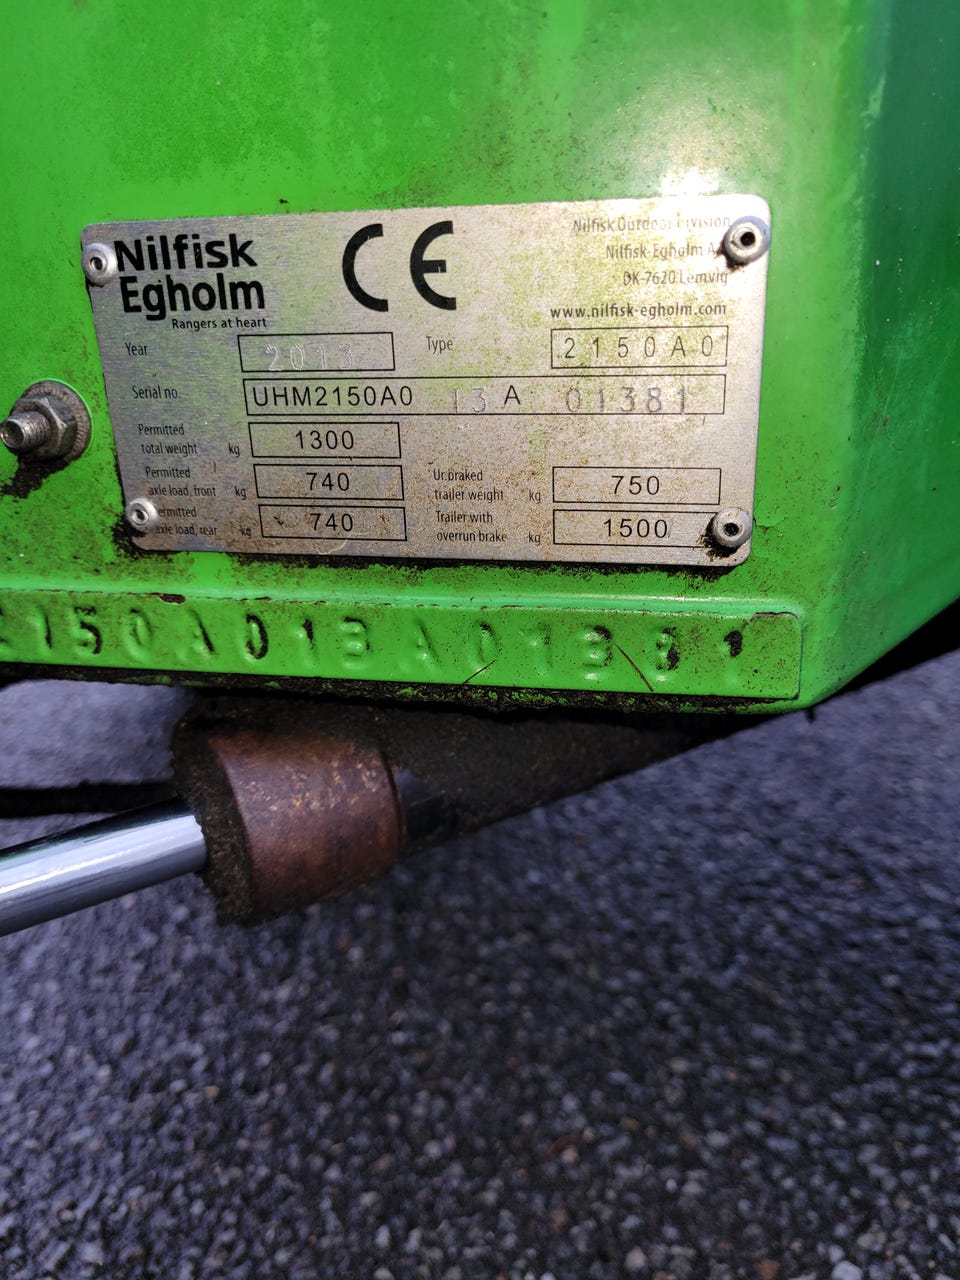 Nilfisk
Egholm
Rangers at heart
CE
Nilfisk Outdoor Division
Nilfisk-Egholm
DK-7620 Lemvig
www.nilfisk-egholm.com
Year 2013 Type 2150A0
Serial no. UHM2150A0 13 A 01381
Permitted
total weight kg 1300
Permitted
axle load, front kg 740
Unbraked
trailer weight kg 750
Permitted
axle load, rear kg 740
Trailer with
overrun brake kg 1500
2150A013A01381